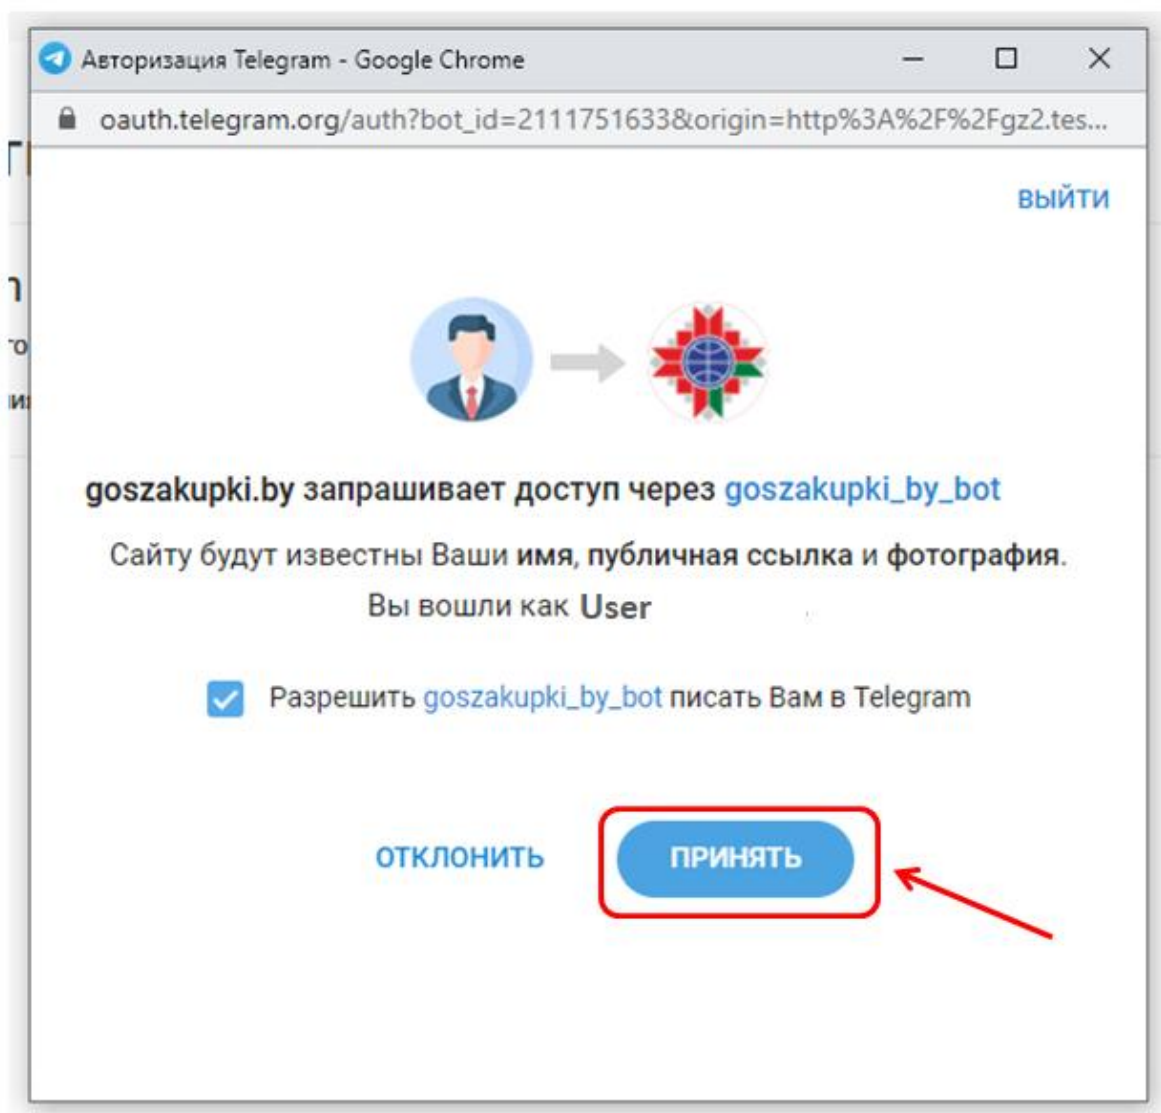 Авторизация Telegram - Google Chrome
oauth.telegram.org/auth?bot_id=2111751633&origin=http%3A%2F%2Fgz2.tes...
ВЫЙТИ
goszakupki.by запрашивает доступ через goszakupki_by_bot
Сайту будут известны Ваши имя, публичная ссылка и фотография.
Вы вошли как User
Разрешить goszakupki_by_bot писать Вам в Telegram
ОТКЛОНИТЬ ПРИНЯТЬ